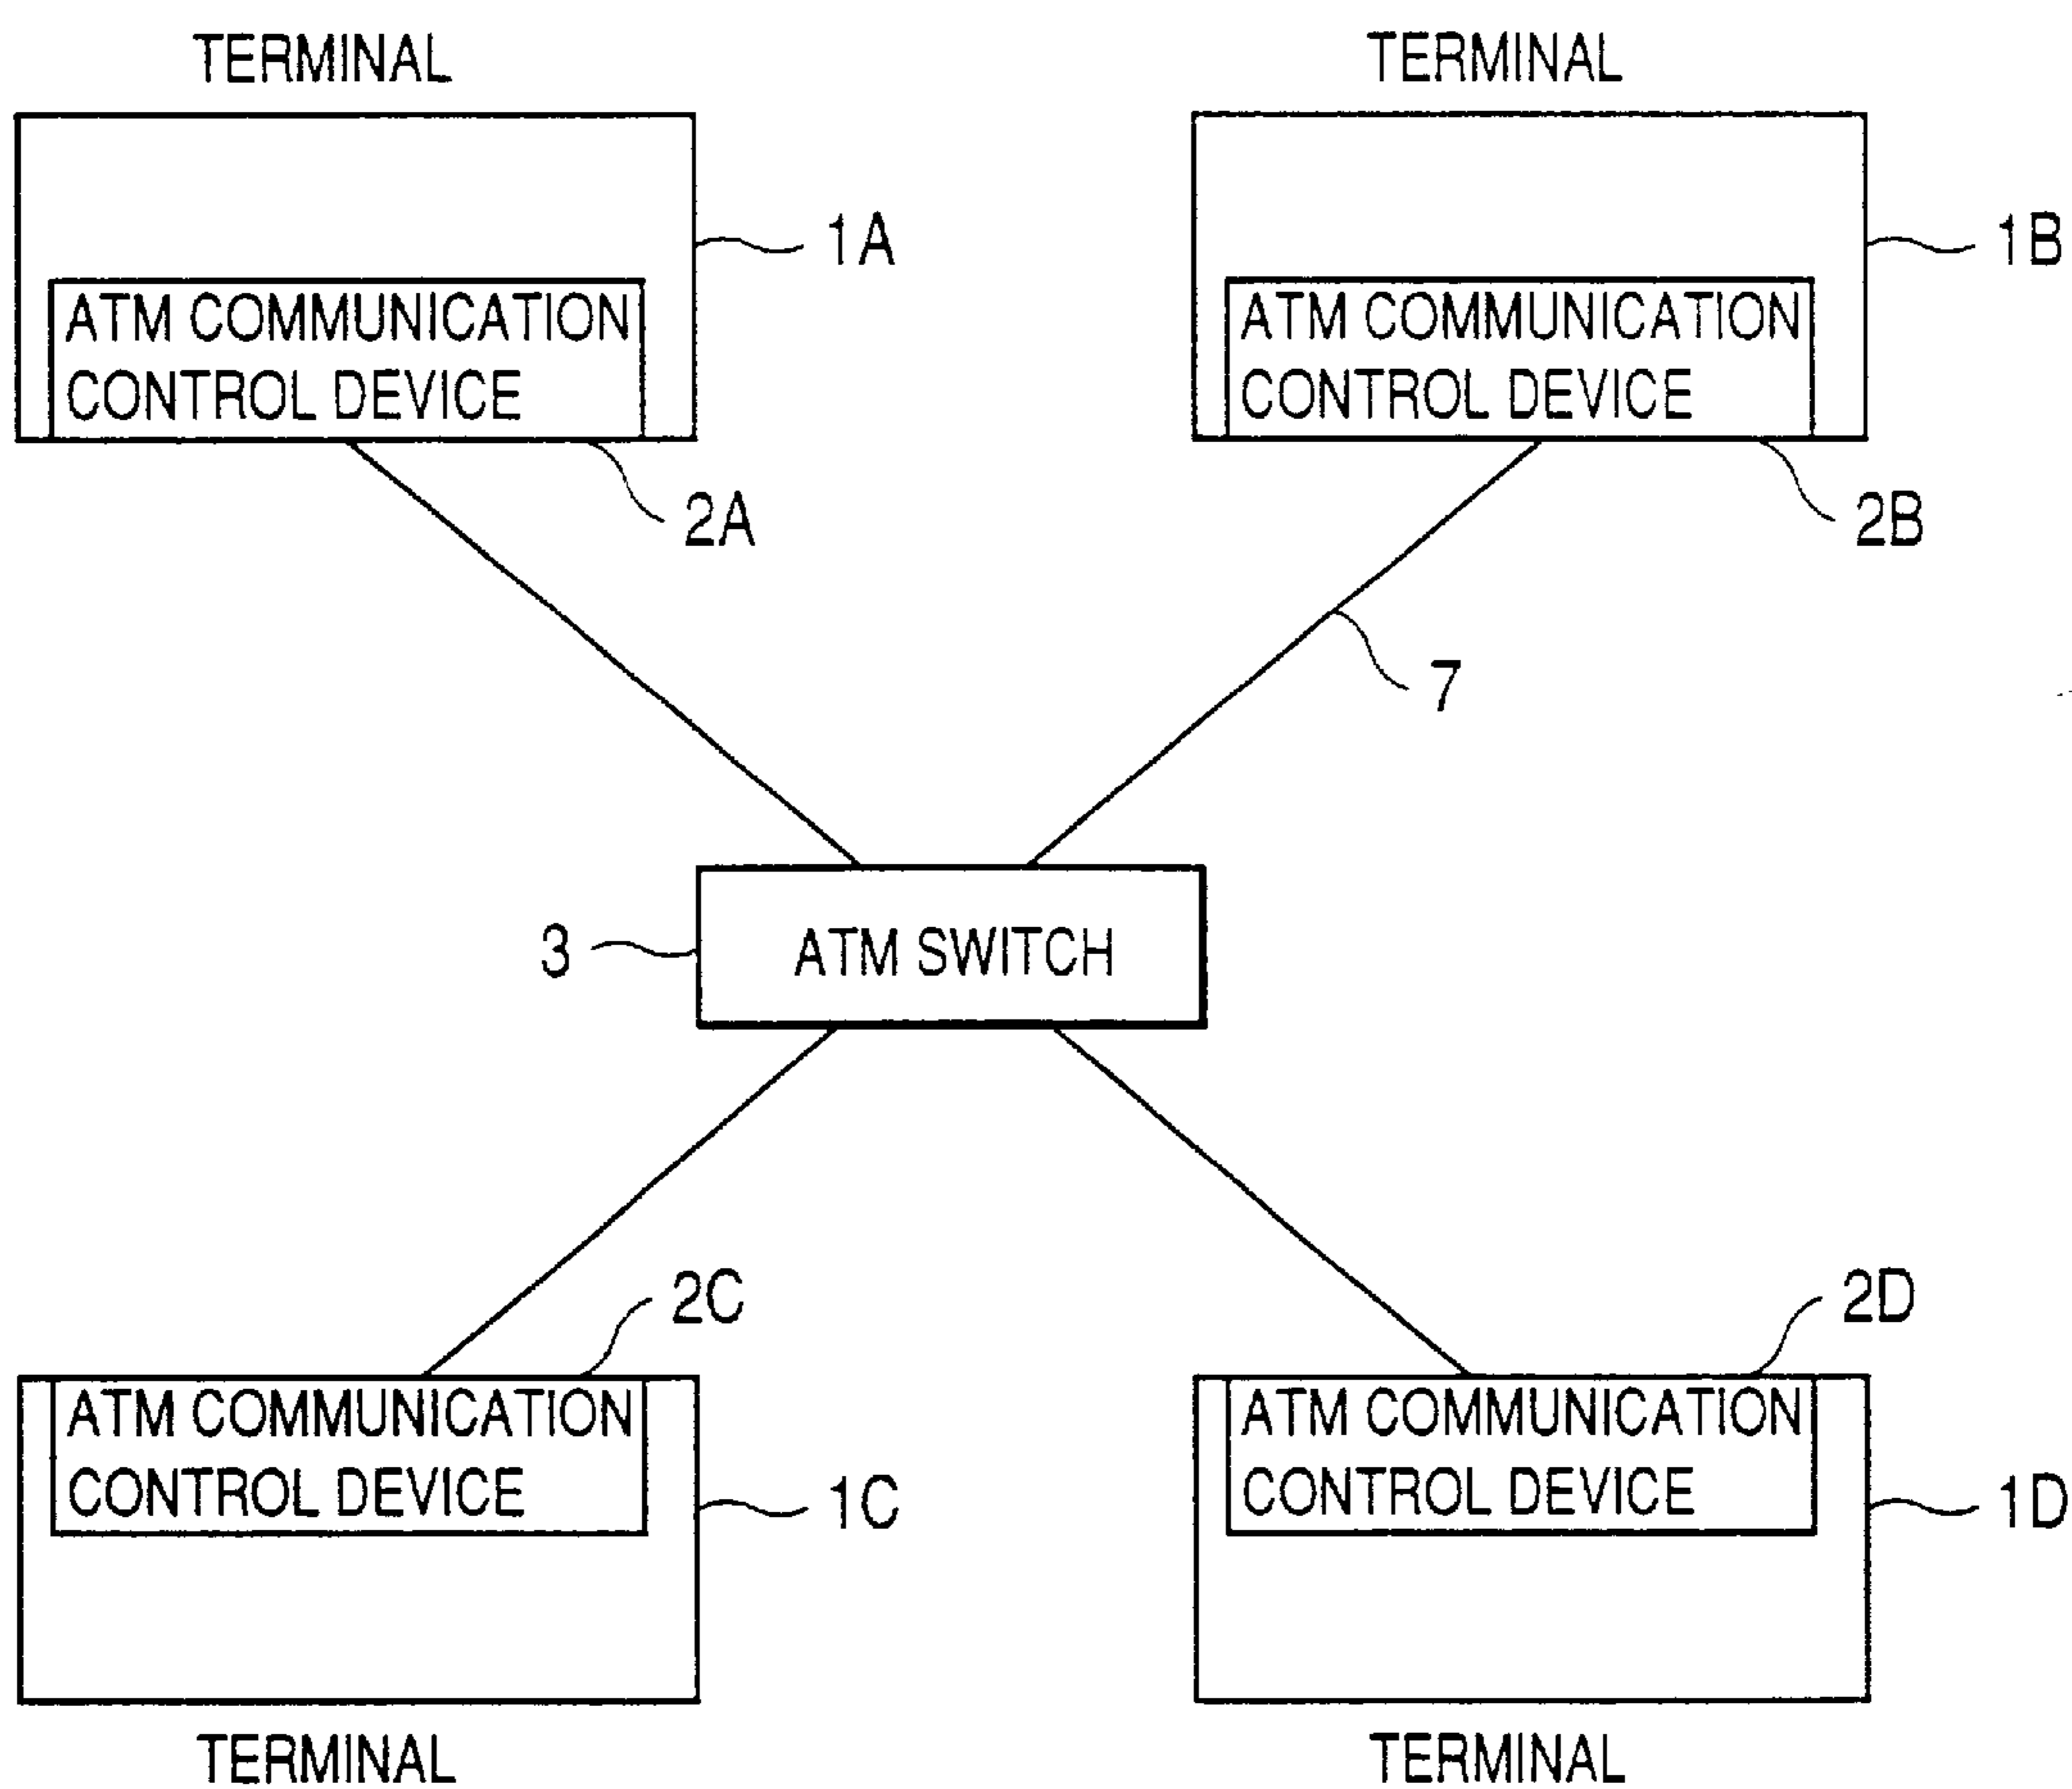 TERMINAL
TERMINAL
1A
1B
ATM COMMUNICATION
CONTROL DEVICE
ATM COMMUNICATION
CONTROL DEVICE
2A
2B
7
3
ATM SWITCH
2C
2D
ATM COMMUNICATION
CONTROL DEVICE
ATM COMMUNICATION
CONTROL DEVICE
1C
1D
TERMINAL
TERMINAL